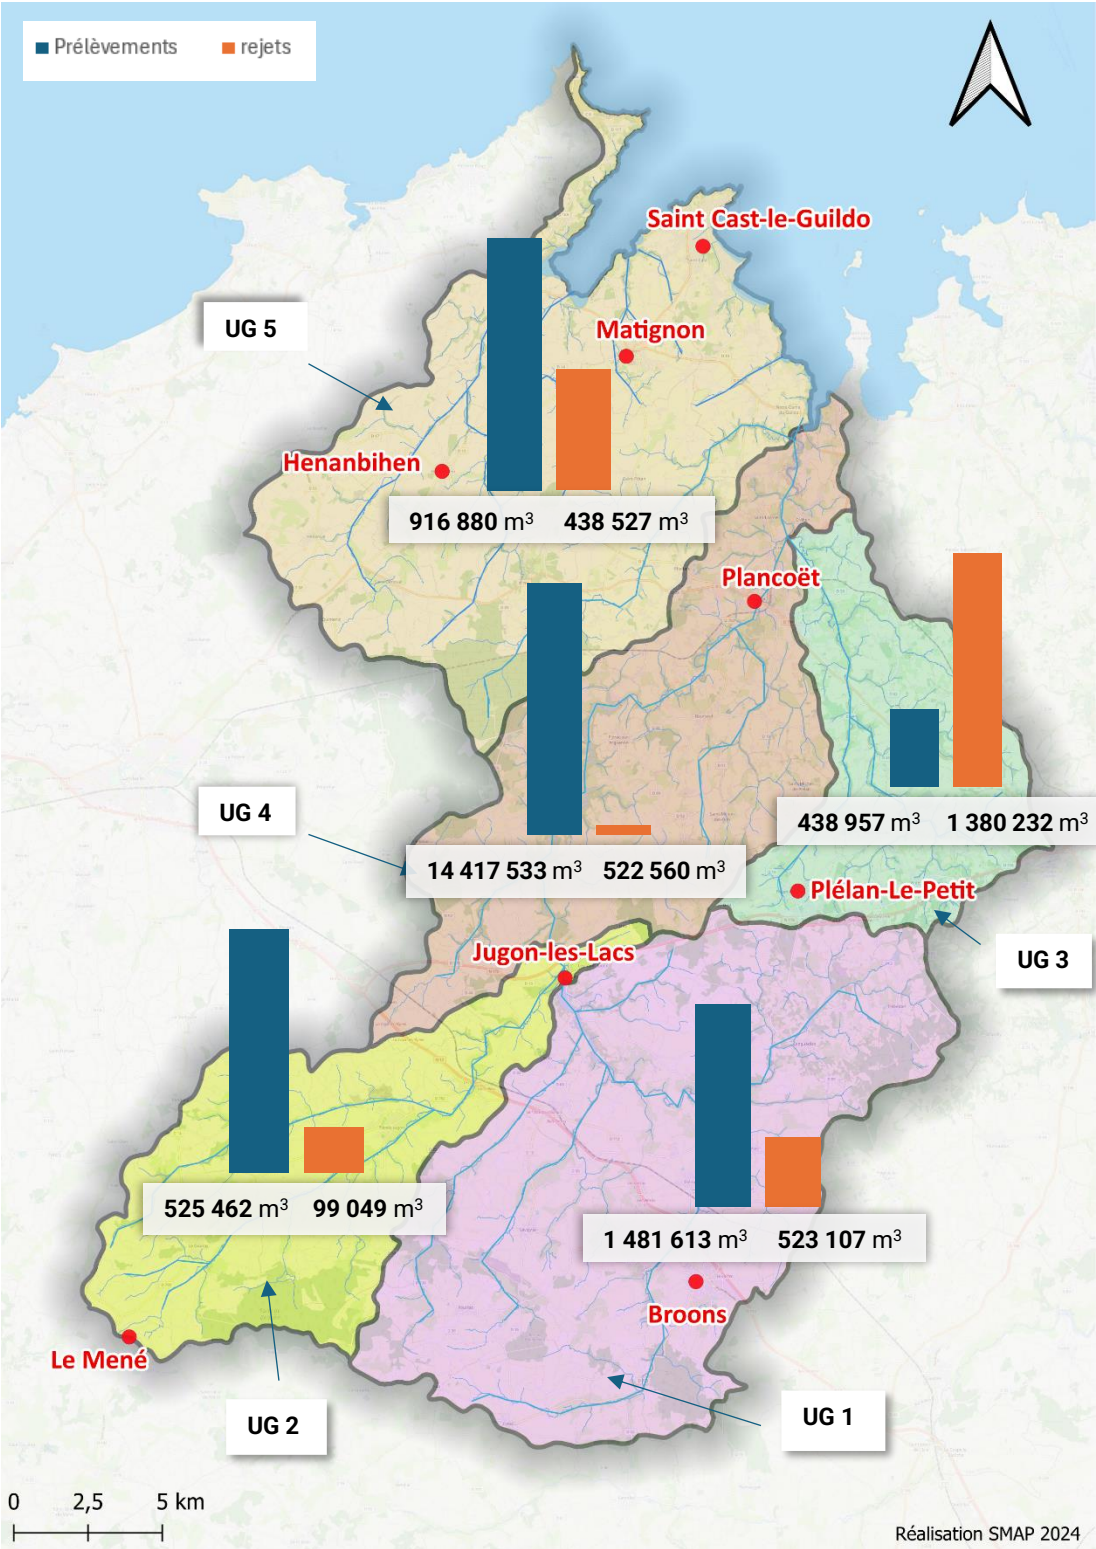 Prélèvements rejets
Saint Cast-le-Guildo
UG 5
Matignon
Henanbihen
916 880 m³ 438 527 m³
Plancoët
UG 4
438 957 m³ 1 380 232 m³
14 417 533 m³ 522 560 m³
Plélan-Le-Petit
Jugon-les-Lacs
UG 3
525 462 m³ 99 049 m³
1 481 613 m³ 523 107 m³
Broons
Le Mené
UG 2
UG 1
0 2,5 5 km
Réalisation SMAP 2024